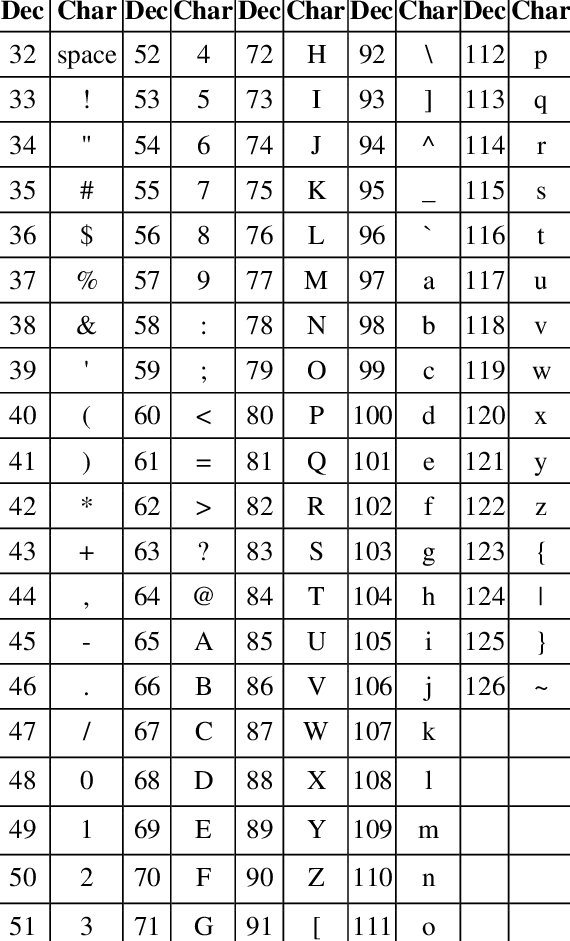 Dec Char Dec Char Dec Char Dec Char Dec Char
32 space 52 4 72 H 92 \ 112 p
33 ! 53 5 73 I 93 ] 113 q
34 " 54 6 74 J 94 ^ 114 r
35 # 55 7 75 K 95 _ 115 s
36 $ 56 8 76 L 96 ` 116 t
37 % 57 9 77 M 97 a 117 u
38 & 58 : 78 N 98 b 118 v
39 ' 59 ; 79 O 99 c 119 w
40 ( 60 < 80 P 100 d 120 x
41 ) 61 = 81 Q 101 e 121 y
42 * 62 > 82 R 102 f 122 z
43 + 63 ? 83 S 103 g 123 {
44 , 64 @ 84 T 104 h 124 |
45 - 65 A 85 U 105 i 125 }
46 . 66 B 86 V 106 j 126 ~
47 / 67 C 87 W 107 k
48 0 68 D 88 X 108 l
49 1 69 E 89 Y 109 m
50 2 70 F 90 Z 110 n
51 3 71 G 91 [ 111 o